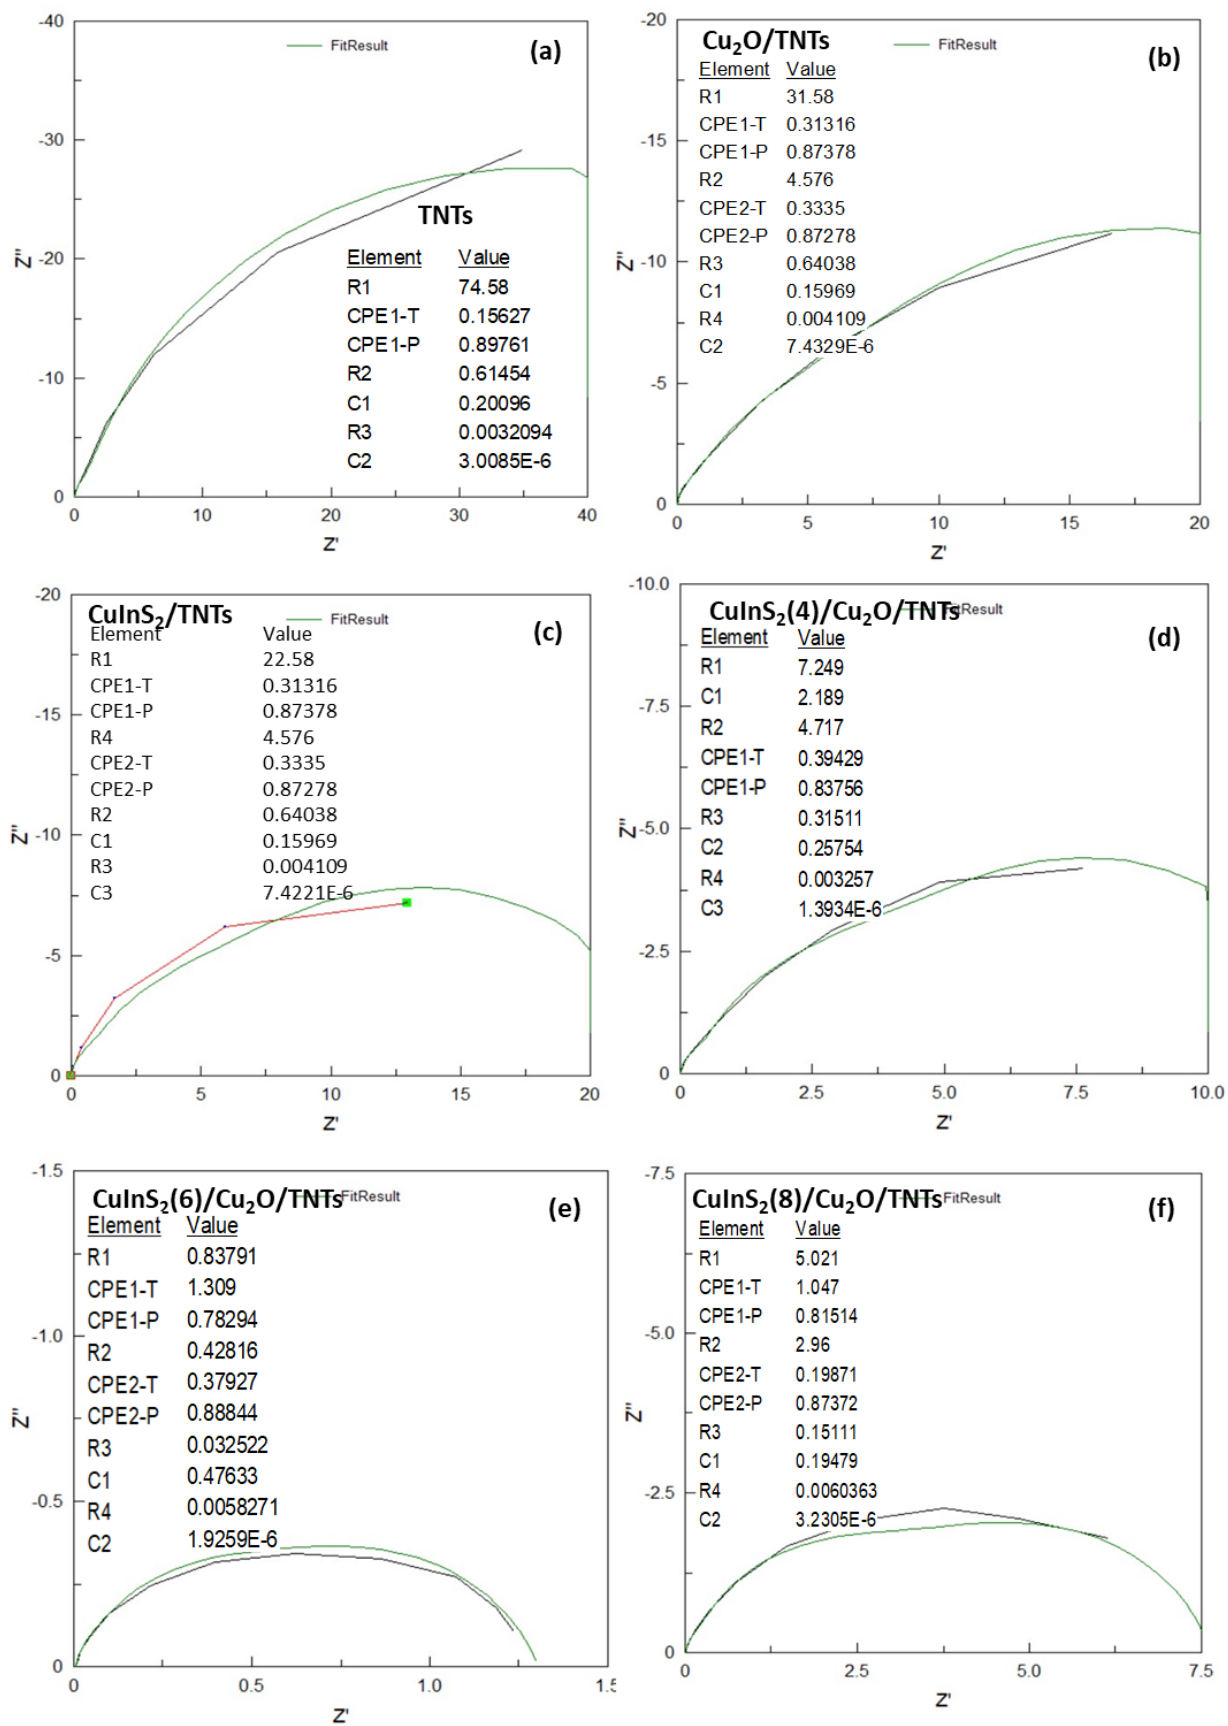 (a)
FitResult
-40
-30
-20
-10
0
Z''
TNTs
Element Value
R1 74.58
CPE1-T 0.15627
CPE1-P 0.89761
R2 0.61454
C1 0.20096
R3 0.0032094
C2 3.0085E-6
0 10 20 30 40
Z'
Cu₂O/TNTs
FitResult
(b)
-20
-15
-10
-5
0
Z''
Element Value
R1 31.58
CPE1-T 0.31316
CPE1-P 0.87378
R2 4.576
CPE2-T 0.3335
CPE2-P 0.87278
R3 0.64038
C1 0.15969
R4 0.004109
C2 7.4329E-6
0 5 10 15 20
Z'
CuInS₂/TNTs
FitResult
(c)
-20
-15
-10
-5
0
Z''
Element Value
R1 22.58
CPE1-T 0.31316
CPE1-P 0.87378
R4 4.576
CPE2-T 0.3335
CPE2-P 0.87278
R2 0.64038
C1 0.15969
R3 0.004109
C3 7.4221E-6
0 5 10 15 20
Z'
CuInS₂(4)/Cu₂O/TNTs
FitResult
(d)
-10.0
-7.5
-5.0
-2.5
0
Z''
Element Value
R1 7.249
C1 2.189
R2 4.717
CPE1-T 0.39429
CPE1-P 0.83756
R3 0.31511
C2 0.25754
R4 0.003257
C3 1.3934E-6
0 2.5 5.0 7.5 10.0
Z'
CuInS₂(6)/Cu₂O/TNTs
FitResult
(e)
-1.5
-1.0
-0.5
0
Z''
Element Value
R1 0.83791
CPE1-T 1.309
CPE1-P 0.78294
R2 0.42816
CPE2-T 0.37927
CPE2-P 0.88844
R3 0.032522
C1 0.47633
R4 0.0058271
C2 1.9259E-6
0 0.5 1.0 1.5
Z'
CuInS₂(8)/Cu₂O/TNTs
FitResult
(f)
-7.5
-5.0
-2.5
0
Z''
Element Value
R1 5.021
CPE1-T 1.047
CPE1-P 0.81514
R2 2.96
CPE2-T 0.19871
CPE2-P 0.87372
R3 0.15111
C1 0.19479
R4 0.0060363
C2 3.2305E-6
0 2.5 5.0 7.5
Z'